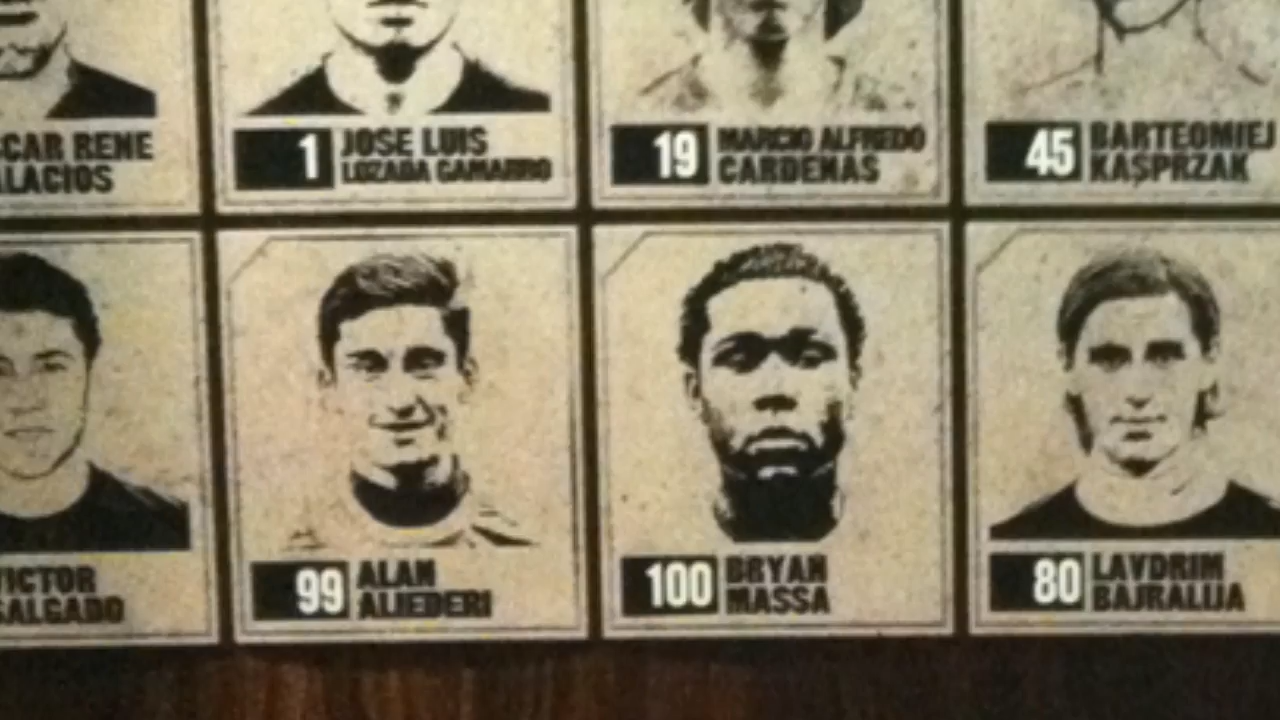 CAR RENE
LACIOS
1 JOSE LUIS
LOZADA GAMARRO
19 MARCIO ALFREDO
CARDENAS
45 BARTEOMIEJ
KASPRZAK
VICTOR
SALGADO
99 ALAN
ALIEDERI
100 BRYAN
MASSA
80 LAVDRIM
BAJRALIJA